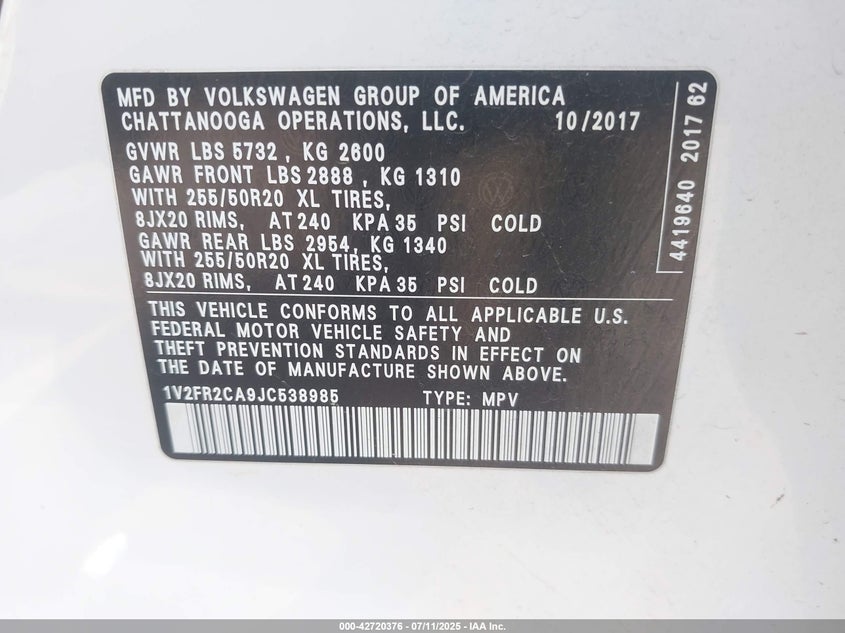 MFD BY VOLKSWAGEN GROUP OF AMERICA
CHATTANOOGA OPERATIONS, LLC. 10/2017
GVWR LBS 5732 , KG 2600
GAWR FRONT LBS 2888 , KG 1310
WITH 255/50R20 XL TIRES,
8JX20 RIMS, AT 240 KPA 35 PSI COLD
GAWR REAR LBS 2954, KG 1340
WITH 255/50R20 XL TIRES,
8JX20 RIMS, AT 240 KPA 35 PSI COLD
THIS VEHICLE CONFORMS TO ALL APPLICABLE U.S.
FEDERAL MOTOR VEHICLE SAFETY AND
THEFT PREVENTION STANDARDS IN EFFECT ON
THE DATE OF MANUFACTURE SHOWN ABOVE.
1V2FR2CA9JC538985 TYPE: MPV
4419640 2017 62
000-42720376 - 07/11/2025 - IAA Inc.